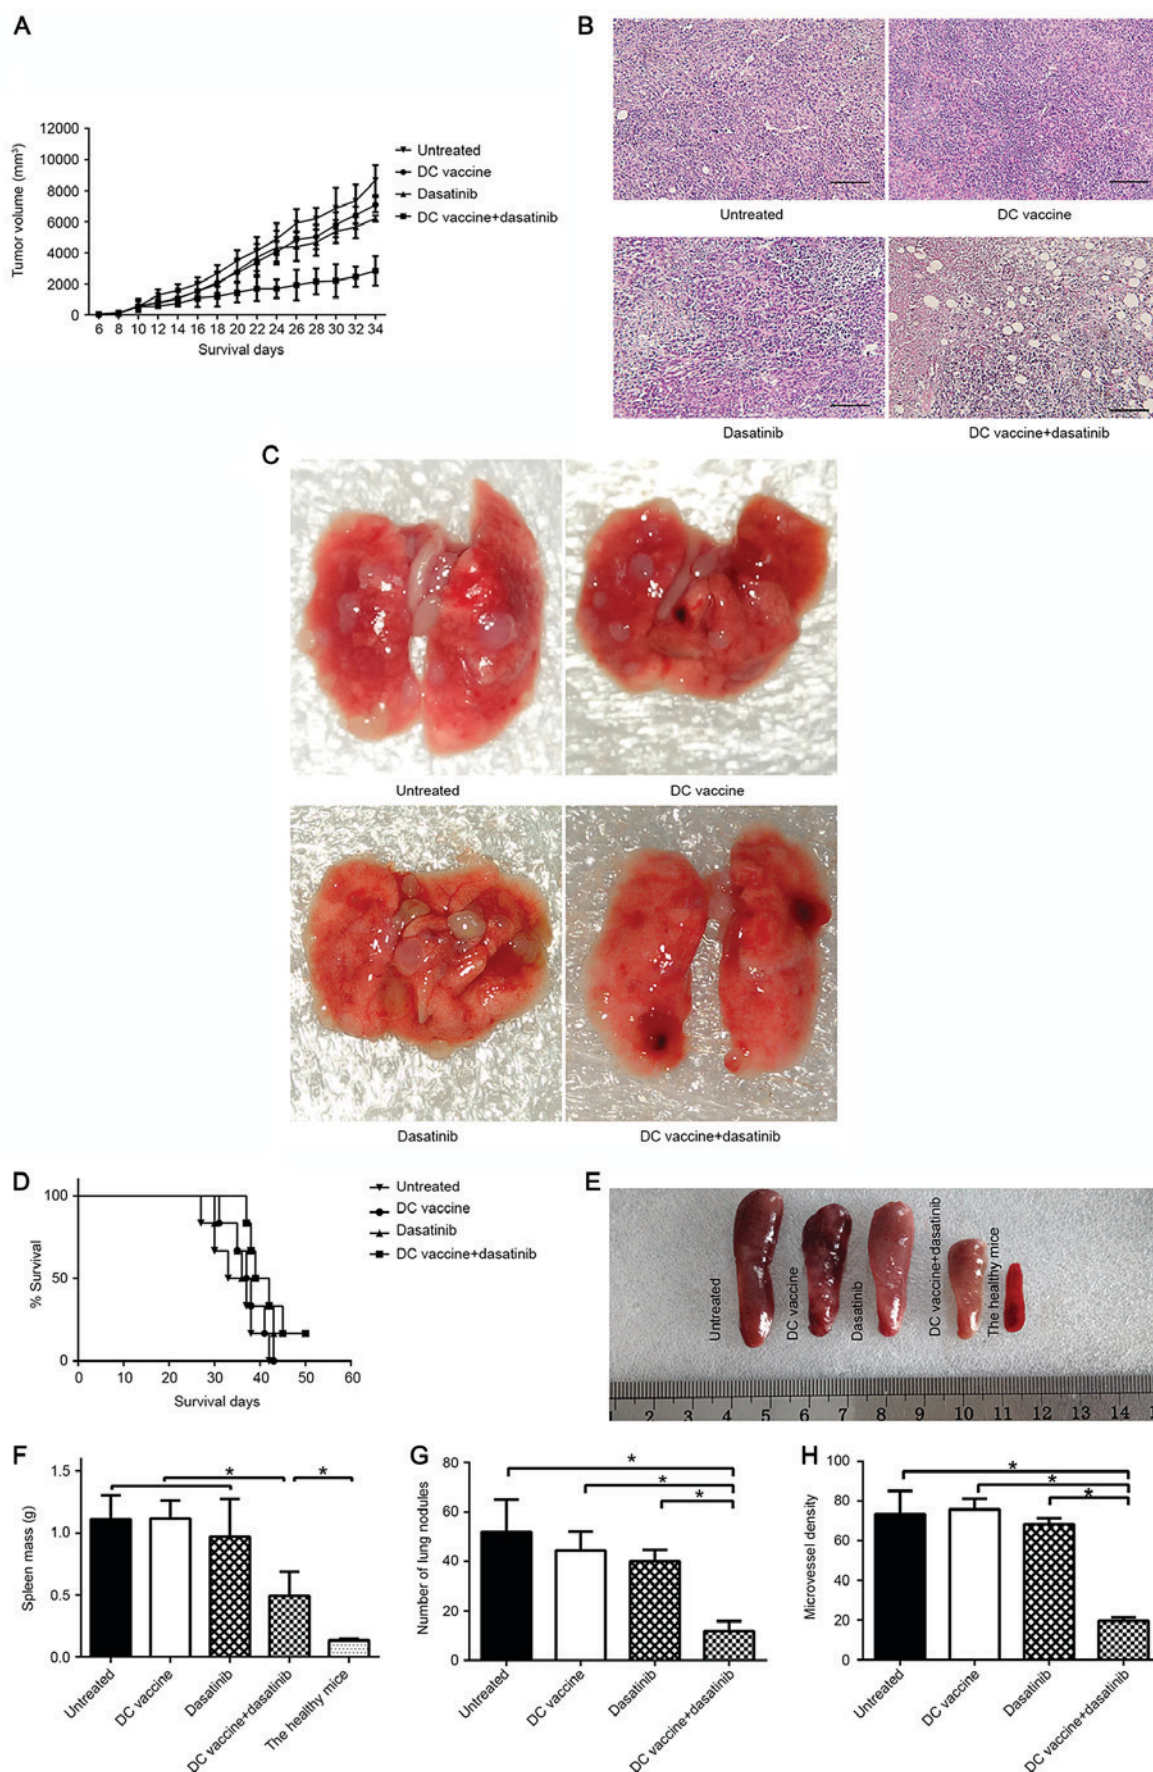 A
12000
10000
8000
6000
4000
2000
0
Tumor volume (mm³)
6 8 10 12 14 16 18 20 22 24 26 28 30 32 34
Survival days
Untreated
DC vaccine
Dasatinib
DC vaccine+dasatinib
B
Untreated
DC vaccine
Dasatinib
DC vaccine+dasatinib
C
Untreated
DC vaccine
Dasatinib
DC vaccine+dasatinib
D
100
50
0
% Survival
0 10 20 30 40 50 60
Survival days
Untreated
DC vaccine
Dasatinib
DC vaccine+dasatinib
E
Untreated
DC vaccine
Dasatinib
DC vaccine+dasatinib
The healthy mice
2 3 4 5 6 7 8 9 10 11 12 13 14
F
1.5
1.0
0.5
0.0
Spleen mass (g)
* *
Untreated
DC vaccine
Dasatinib
DC vaccine+dasatinib
The healthy mice
G
80
60
40
20
0
Number of lung nodules
*
*
*
Untreated
DC vaccine
Dasatinib
DC vaccine+dasatinib
H
100
80
60
40
20
0
Microvessel density
*
*
*
Untreated
DC vaccine
Dasatinib
DC vaccine+dasatinib